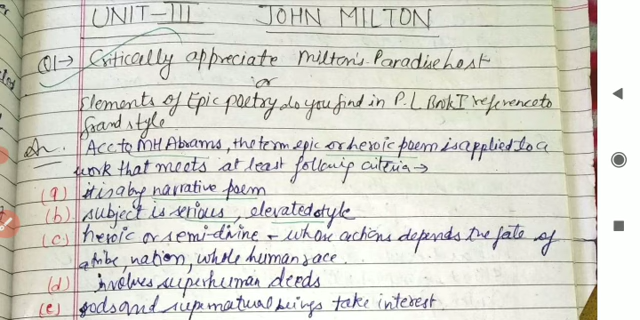 UNIT-III JOHN MILTON
Q1→ Critically appreciate Milton's Paradise Lost
or
Elements of Epic poetry do you find in P.L Book I reference to
Grand style
Ans. Acc to MH Abrams, the term epic or heroic poem is applied to a
work that meets at least following criteria →
(a) it is a narrative poem
(b) subject is serious, elevated style
(c) heroic or semi-divine - whose actions depends the fate of
a tribe, nation, whole human race.
(d) involves superhuman deeds
(e) gods and supernatural beings take interest